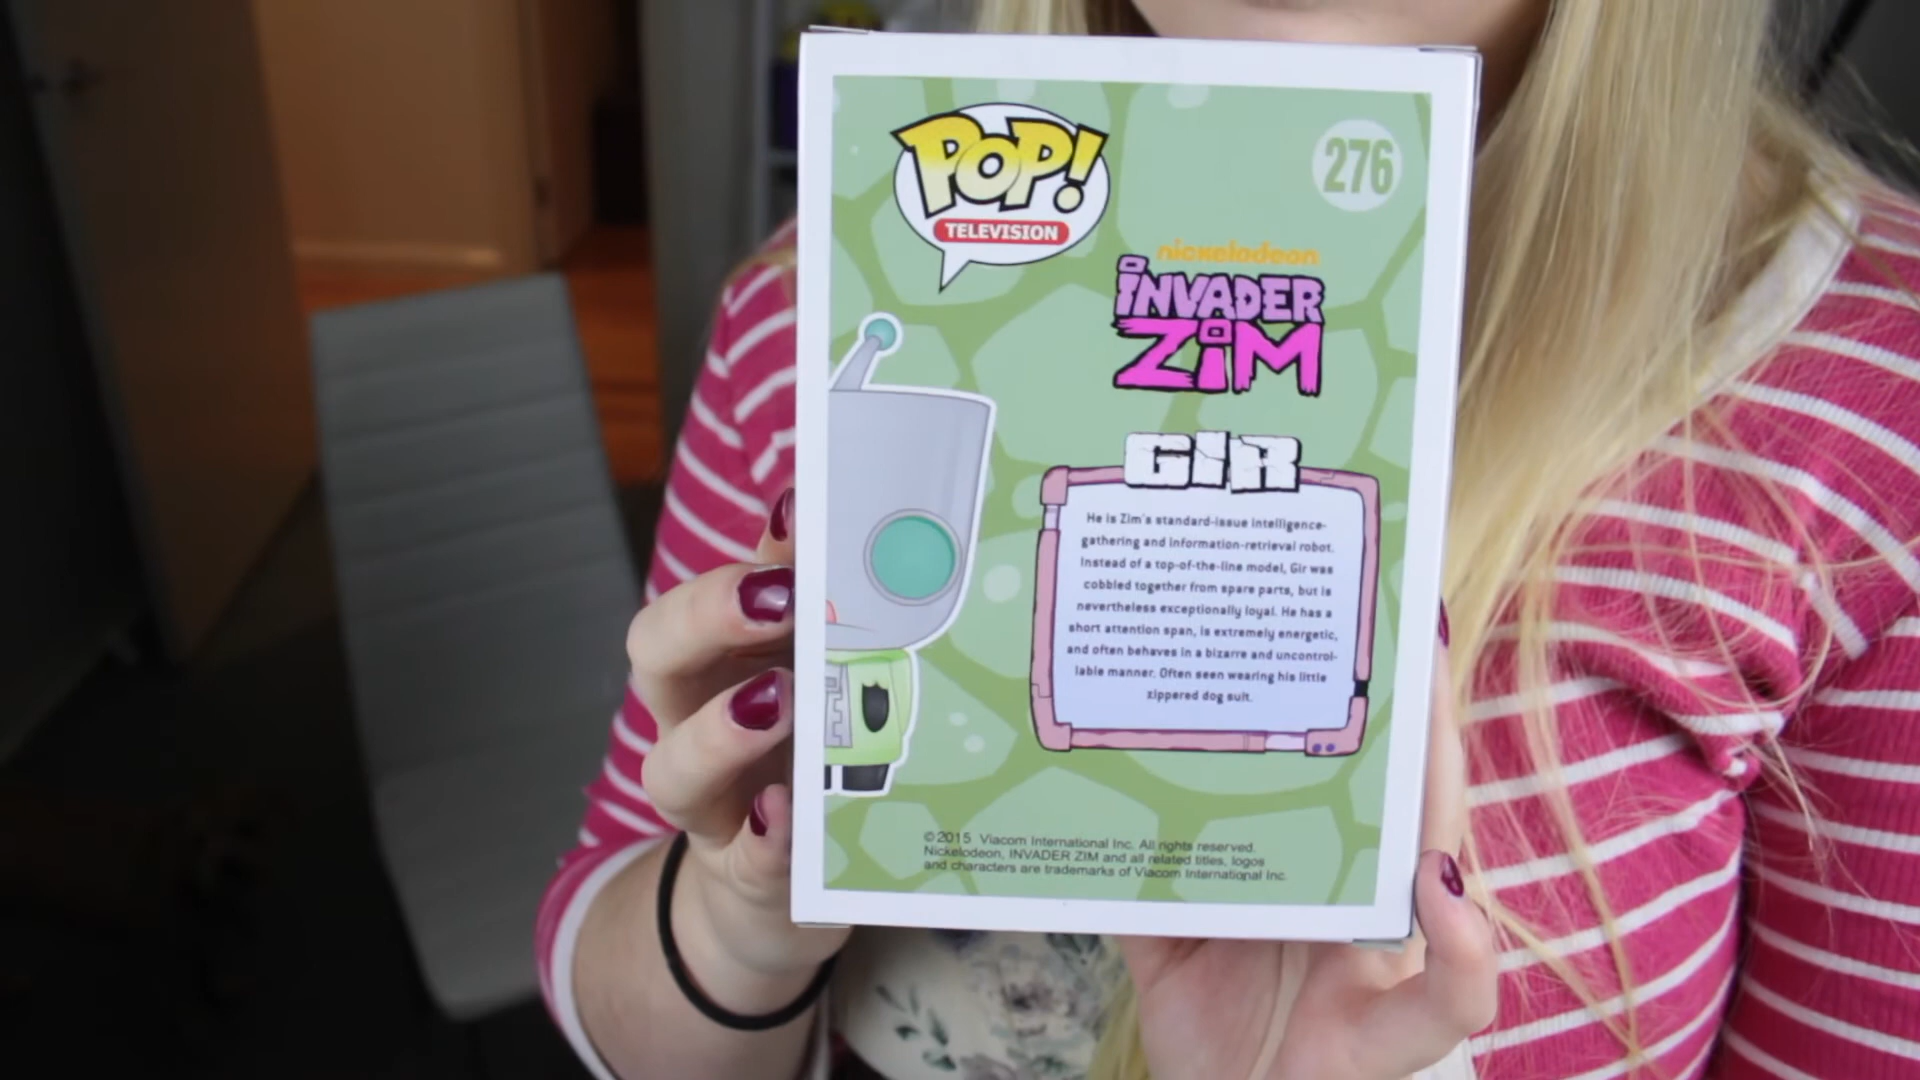 POP!
TELEVISION
276
nickelodeon
INVADER
ZIM
GIR
He is Zim's standard-issue intelligence-
gathering and information-retrieval robot.
Instead of a top-of-the-line model, Gir was
cobbled together from spare parts, but is
nevertheless exceptionally loyal. He has a
short attention span, is extremely energetic,
and often behaves in a bizarre and uncontrol-
lable manner. Often seen wearing his little
zippered dog suit.
©2015 Viacom International Inc. All rights reserved.
Nickelodeon, INVADER ZIM and all related titles, logos
and characters are trademarks of Viacom International Inc.